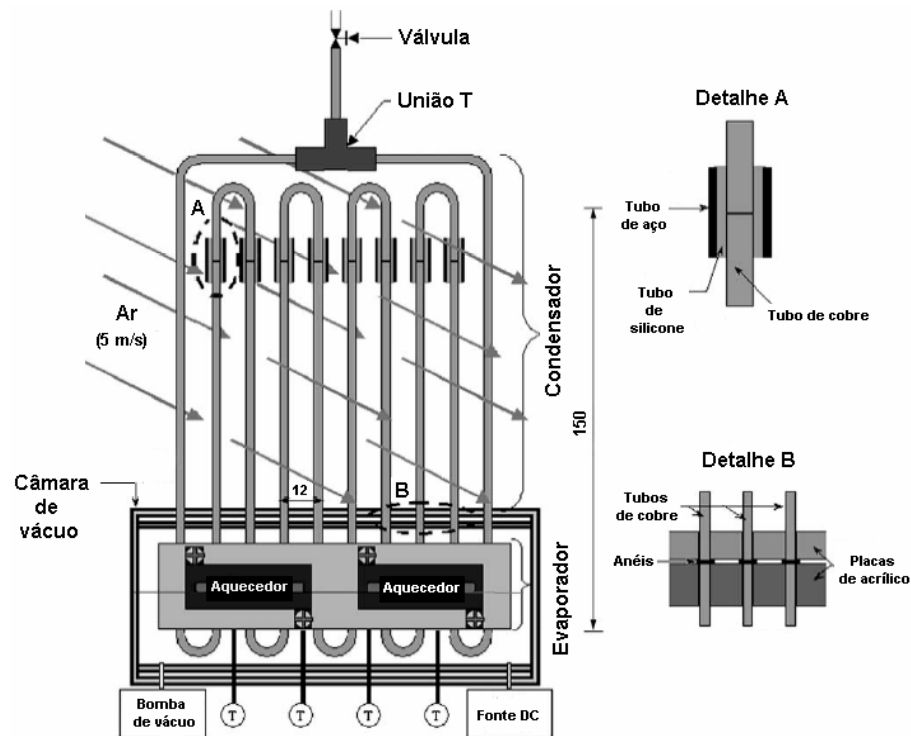 Válvula
União T
A
Ar
(5 m/s)
Condensador
150
12
B
Câmara
de
vácuo
Aquecedor
Aquecedor
Evaporador
Bomba
de vácuo
T
T
T
T
Fonte DC
Detalhe A
Tubo
de aço
Tubo
de
silicone
Tubo de cobre
Detalhe B
Tubos
de cobre
Anéis
Placas
de acrílico